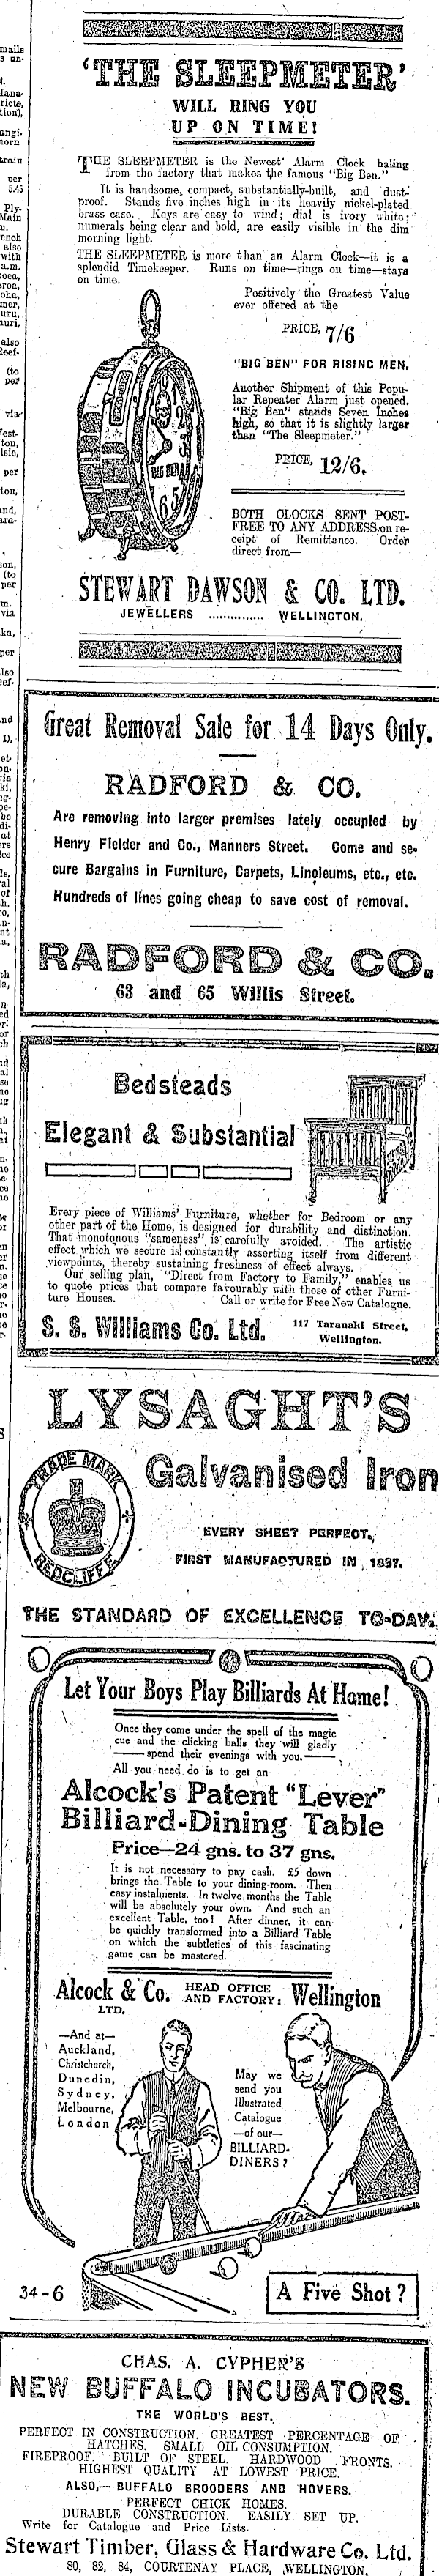 'THE SLEEPMETER'
WILL RING YOU
UP ON TIME!
THE SLEEPMETER is the Newest Alarm Clock haling
from the factory that makes the famous "Big Ben."
It is handsome, compact, substantially-built, and dust-
proof. Stands five inches high in its heavily nickel-plated
brass case. Keys are easy to wind; dial is ivory white;
numerals being clear and bold, are easily visible in the dim
morning light.
THE SLEEPMETER is more than an Alarm Clock—it is a
splendid Timekeeper. Runs on time—rings on time—stays
on time.
Positively the Greatest Value
ever offered at the
PRICE, 7/6
"BIG BEN" FOR RISING MEN.
Another Shipment of this Popu-
lar Repeater Alarm just opened.
"Big Ben" stands Seven Inches
high, so that it is slightly larger
than "The Sleepmeter."
PRICE, 12/6.
BIG BEN
BOTH CLOCKS SENT POST-
FREE TO ANY ADDRESS on re-
ceipt of Remittance. Order
direct from—
STEWART DAWSON & CO. LTD.
JEWELLERS ............... WELLINGTON.
Great Removal Sale for 14 Days Only.
RADFORD & CO.
Are removing into larger premises lately occupied by
Henry Fielder and Co., Manners Street. Come and se-
cure Bargains in Furniture, Carpets, Linoleums, etc., etc.
Hundreds of lines going cheap to save cost of removal.
RADFORD & CO.
63 and 65 Willis Street.
Bedsteads
Elegant & Substantial
Every piece of Williams' Furniture, whether for Bedroom or any
other part of the Home, is designed for durability and distinction.
That monotonous "sameness" is carefully avoided. The artistic
effect which we secure is constantly asserting itself from different
viewpoints, thereby sustaining freshness of effect always.
Our selling plan, "Direct from Factory to Family," enables us
to quote prices that compare favourably with those of other Furni-
ture Houses. Call or write for Free New Catalogue.
S. S. Williams Co. Ltd. 117 Taranaki Street,
Wellington.
LYSAGHT'S
Galvanised Iron
TRADE MARK
REDCLIFFE
EVERY SHEET PERFECT.
FIRST MANUFACTURED IN 1837.
THE STANDARD OF EXCELLENCE TO-DAY.
Let Your Boys Play Billiards At Home!
Once they come under the spell of the magic
cue and the clicking balls they will gladly
—spend their evenings with you.—
All you need do is to get an
Alcock's Patent "Lever"
Billiard-Dining Table
Price—24 gns. to 37 gns.
It is not necessary to pay cash. £5 down
brings the Table to your dining-room. Then
easy instalments. In twelve months the Table
will be absolutely your own. And such an
excellent Table, too! After dinner, it can
be quickly transformed into a Billiard Table
on which the subtleties of this fascinating
game can be mastered.
Alcock & Co. LTD. HEAD OFFICE AND FACTORY: Wellington
—And at—
Auckland,
Christchurch,
Dunedin,
Sydney,
Melbourne,
London
May we
send you
Illustrated
Catalogue
—of our—
BILLIARD-
DINERS?
34-6
A Five Shot?
CHAS. A. CYPHER'S
NEW BUFFALO INCUBATORS.
THE WORLD'S BEST.
PERFECT IN CONSTRUCTION. GREATEST PERCENTAGE OF
HATCHES. SMALL OIL CONSUMPTION.
FIREPROOF. BUILT OF STEEL. HARDWOOD FRONTS.
HIGHEST QUALITY AT LOWEST PRICE.
ALSO,— BUFFALO BROODERS AND HOVERS.
PERFECT CHICK HOMES.
DURABLE CONSTRUCTION. EASILY SET UP.
Write for Catalogue and Price Lists.
Stewart Timber, Glass & Hardware Co. Ltd.
80, 82, 84, COURTENAY PLACE, WELLINGTON.